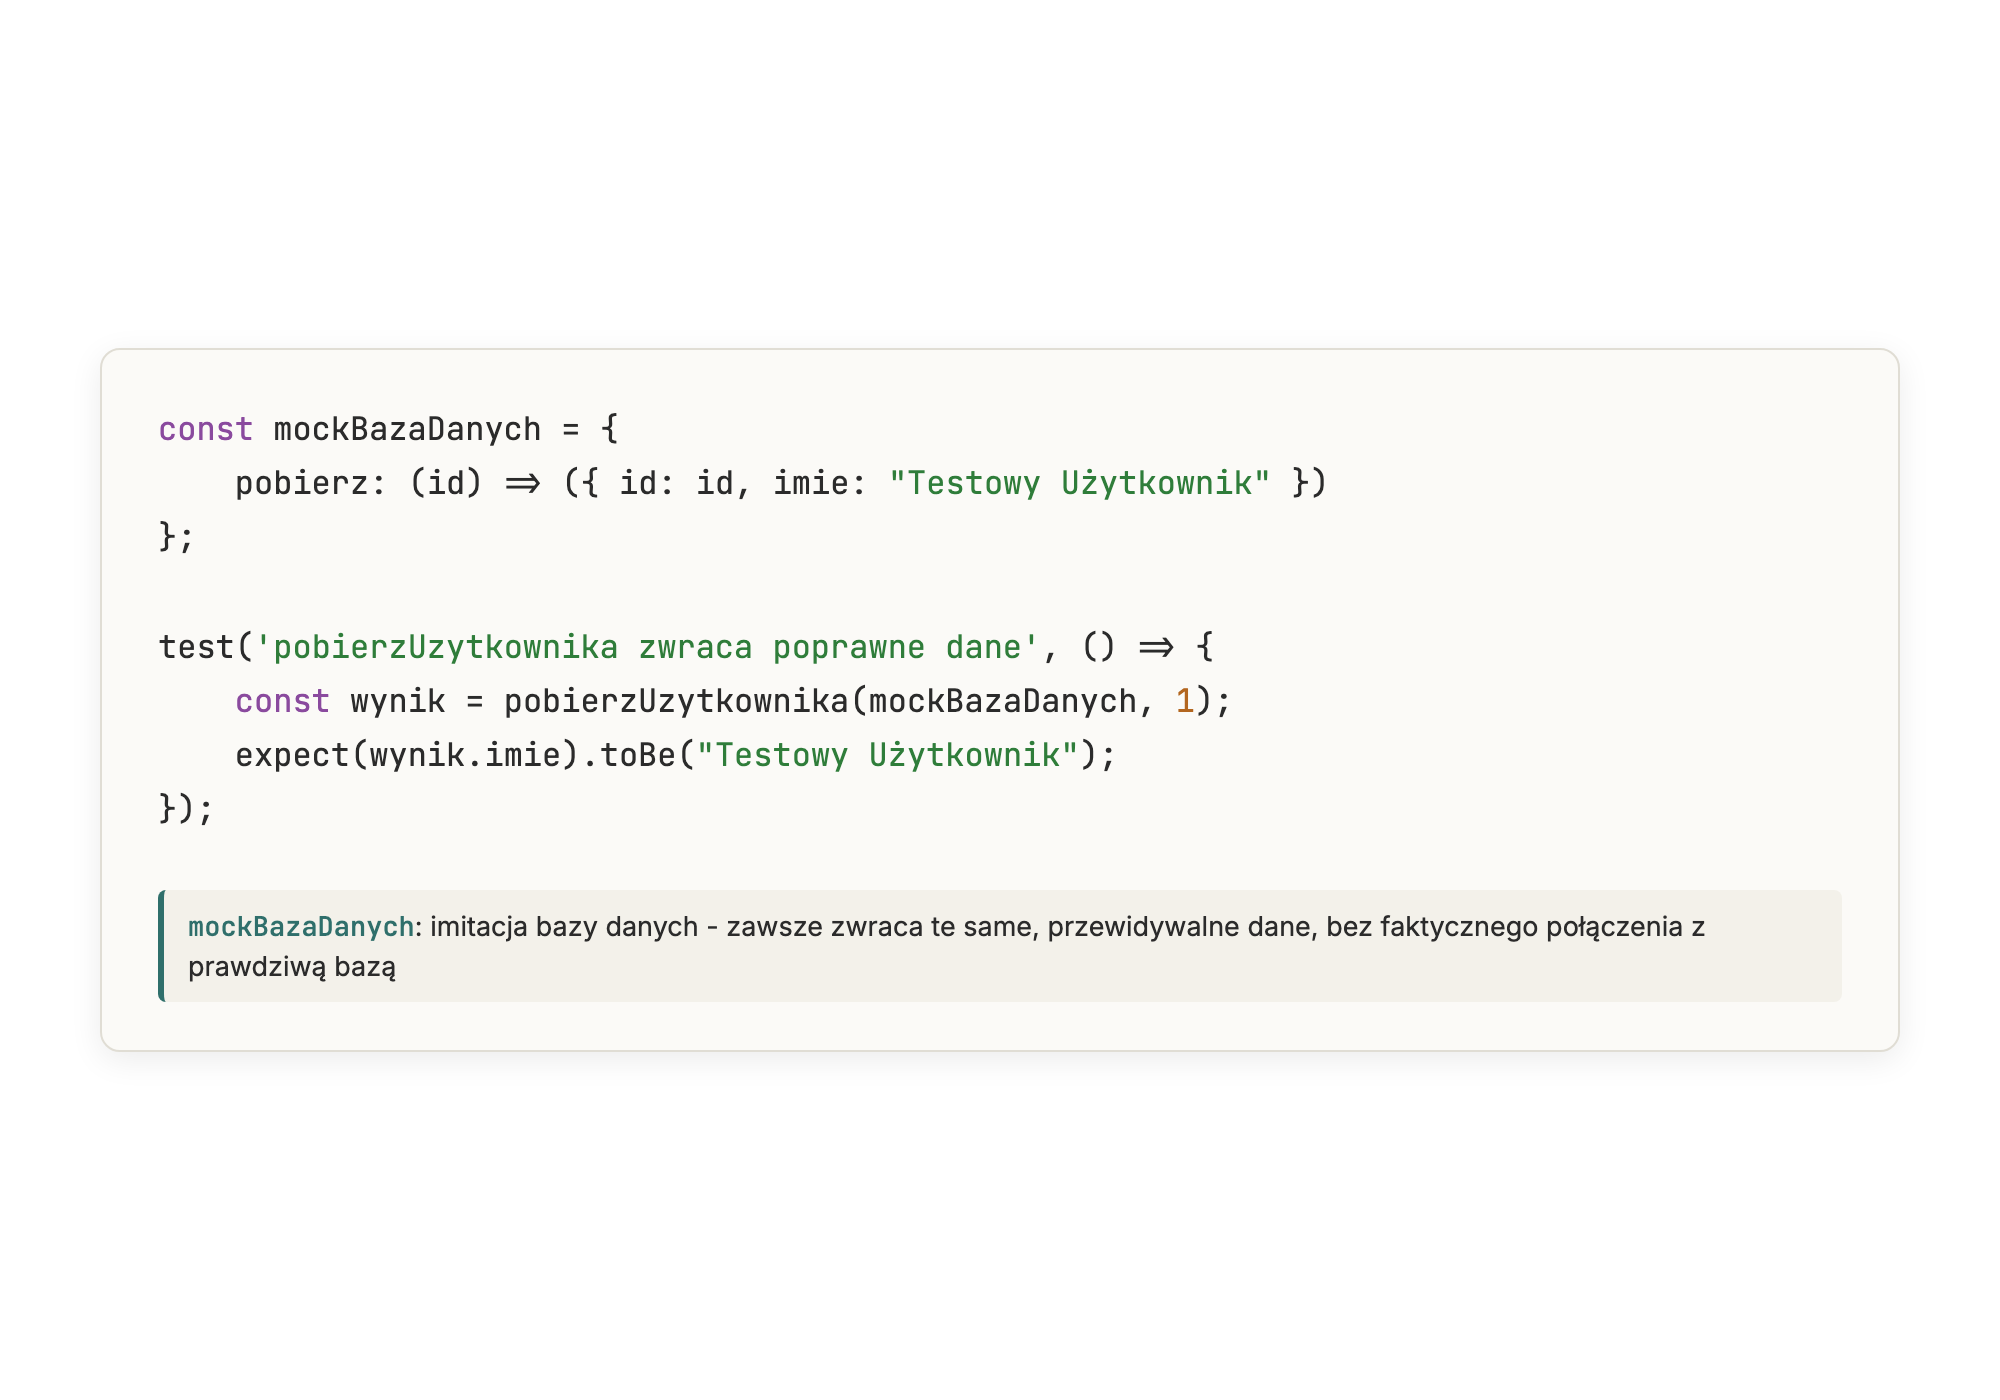 const mockBazaDanych = {
    pobierz: (id) => ({ id: id, imie: "Testowy Użytkownik" })
};

test('pobierzUzytkownika zwraca poprawne dane', () => {
    const wynik = pobierzUzytkownika(mockBazaDanych, 1);
    expect(wynik.imie).toBe("Testowy Użytkownik");
});

mockBazaDanych: imitacja bazy danych - zawsze zwraca te same, przewidywalne dane, bez faktycznego połączenia z
prawdziwą bazą